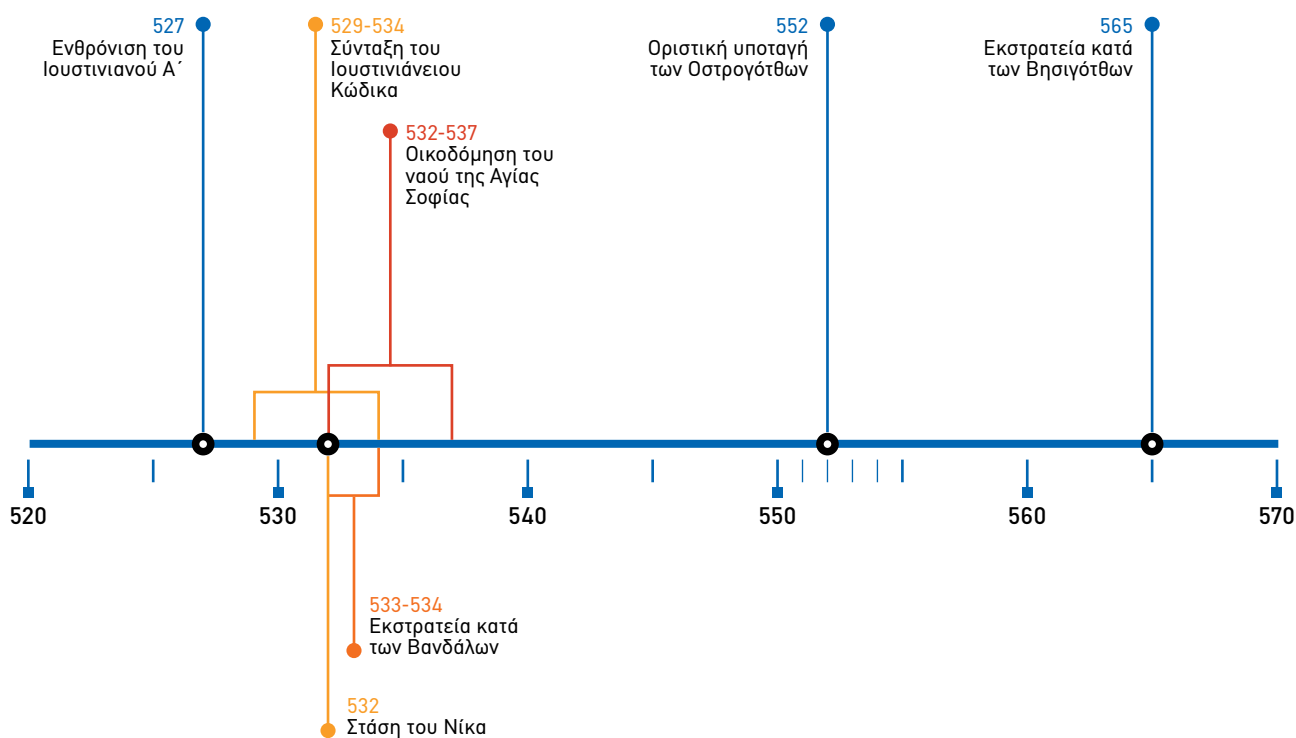 527
Ενθρόνιση του
Ιουστινιανού Α΄
529-534
Σύνταξη του
Ιουστινιάνειου
Κώδικα
532-537
Οικοδόμηση του
ναού της Αγίας
Σοφίας
552
Οριστική υποταγή
των Οστρογότθων
565
Εκστρατεία κατά
των Βησιγότθων
520
530
540
550
560
570
533-534
Εκστρατεία κατά
των Βανδάλων
532
Στάση του Νίκα